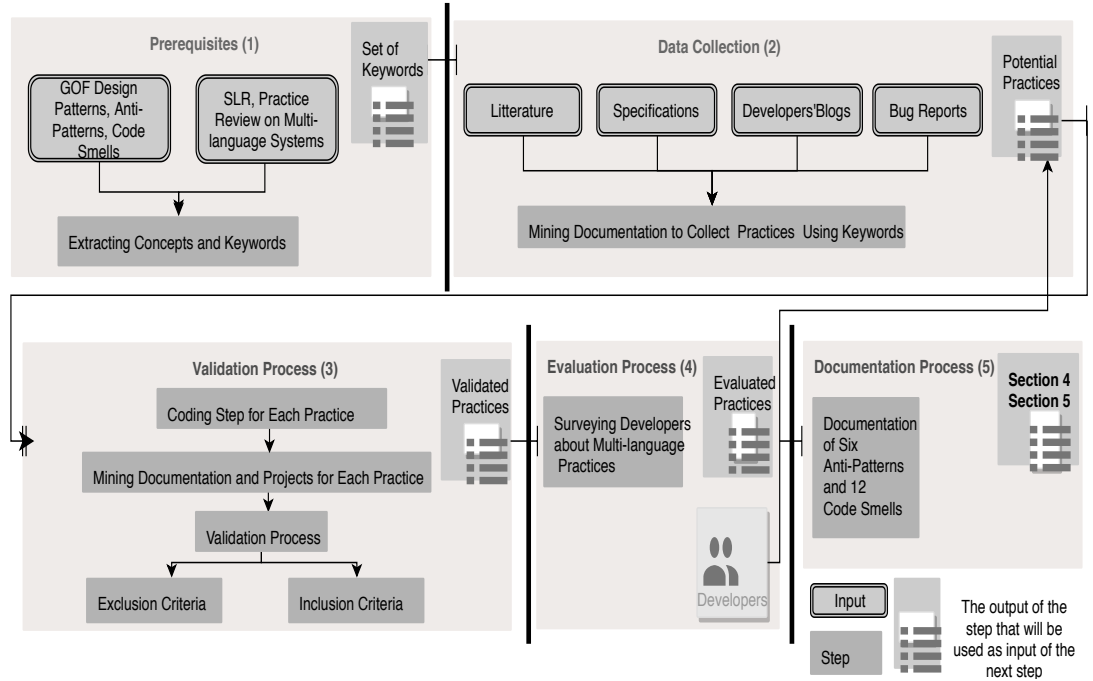 Prerequisites (1)
Set of
Keywords
GOF Design
Patterns, Anti-
Patterns, Code
Smells
SLR, Practice
Review on Multi-
language Systems
Extracting Concepts and Keywords
Data Collection (2)
Potential
Practices
Litterature
Specifications
Developers'Blogs
Bug Reports
Mining Documentation to Collect Practices Using Keywords
Validation Process (3)
Validated
Practices
Coding Step for Each Practice
Mining Documentation and Projects for Each Practice
Validation Process
Exclusion Criteria
Inclusion Criteria
Evaluation Process (4)
Evaluated
Practices
Surveying Developers
about Multi-language
Practices
Developers
Documentation Process (5)
Section 4
Section 5
Documentation
of Six
Anti-Patterns
and 12
Code Smells
Input
Step
The output of the
step that will be
used as input of the
next step